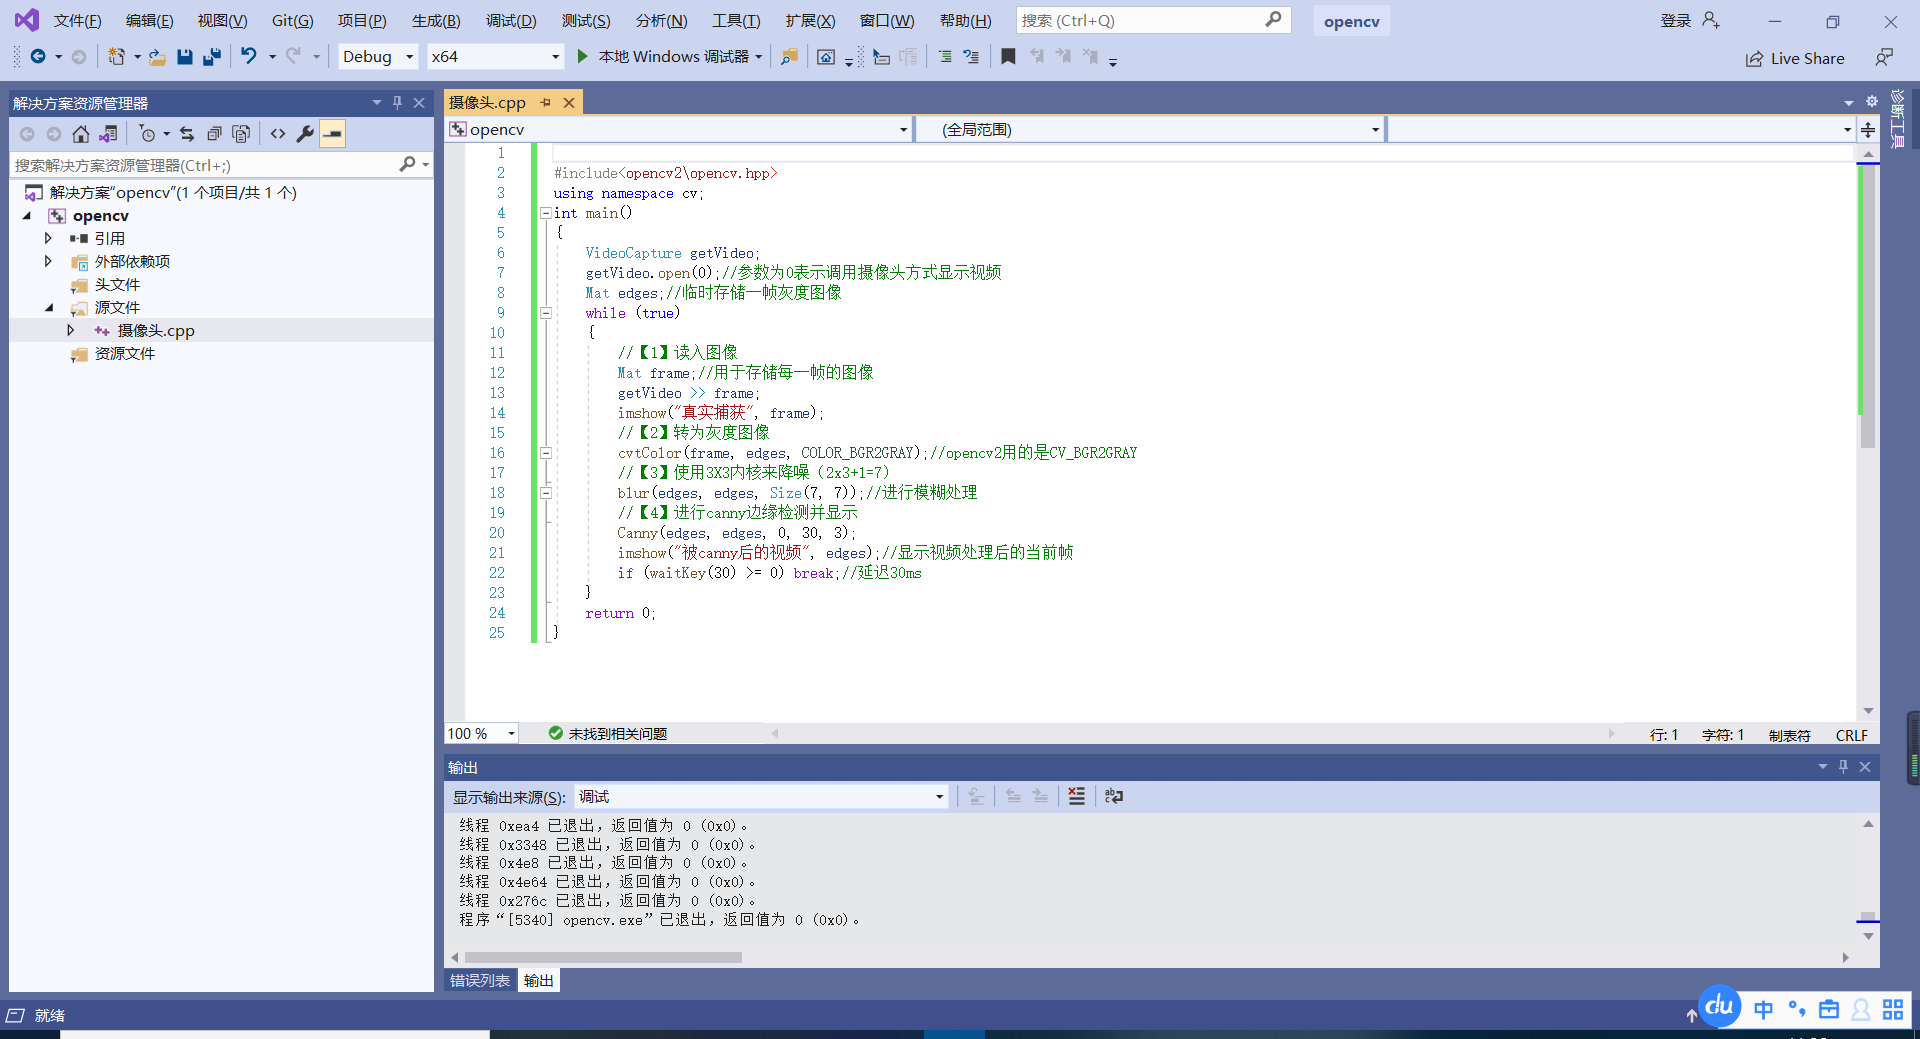 文件(F) 编辑(E) 视图(V) Git(G) 项目(P) 生成(B) 调试(D) 测试(S) 分析(N) 工具(T) 扩展(X) 窗口(W) 帮助(H) 搜索 (Ctrl+Q) opencv 登录
Debug x64 本地 Windows 调试器 Live Share
解决方案资源管理器
搜索解决方案资源管理器(Ctrl+;)
解决方案"opencv"(1 个项目/共 1 个)
opencv
引用
外部依赖项
头文件
源文件
摄像头.cpp
资源文件
摄像头.cpp
opencv (全局范围)
诊断工具
1
2 #include<opencv2\opencv.hpp>
3 using namespace cv;
4 int main()
5 {
6 VideoCapture getVideo;
7 getVideo.open(0);//参数为0表示调用摄像头方式显示视频
8 Mat edges;//临时存储一帧灰度图像
9 while (true)
10 {
11 //【1】读入图像
12 Mat frame;//用于存储每一帧的图像
13 getVideo >> frame;
14 imshow("真实捕获", frame);
15 //【2】转为灰度图像
16 cvtColor(frame, edges, COLOR_BGR2GRAY);//opencv2用的是CV_BGR2GRAY
17 //【3】使用3X3内核来降噪（2x3+1=7）
18 blur(edges, edges, Size(7, 7));//进行模糊处理
19 //【4】进行canny边缘检测并显示
20 Canny(edges, edges, 0, 30, 3);
21 imshow("被canny后的视频", edges);//显示视频处理后的当前帧
22 if (waitKey(30) >= 0) break;//延迟30ms
23 }
24 return 0;
25 }
100 % 未找到相关问题 行: 1 字符: 1 制表符 CRLF
输出
显示输出来源(S): 调试
线程 0xea4 已退出，返回值为 0 (0x0)。
线程 0x3348 已退出，返回值为 0 (0x0)。
线程 0x4e8 已退出，返回值为 0 (0x0)。
线程 0x4e64 已退出，返回值为 0 (0x0)。
线程 0x276c 已退出，返回值为 0 (0x0)。
程序“[5340] opencv.exe”已退出，返回值为 0 (0x0)。
错误列表 输出
就绪
du 中